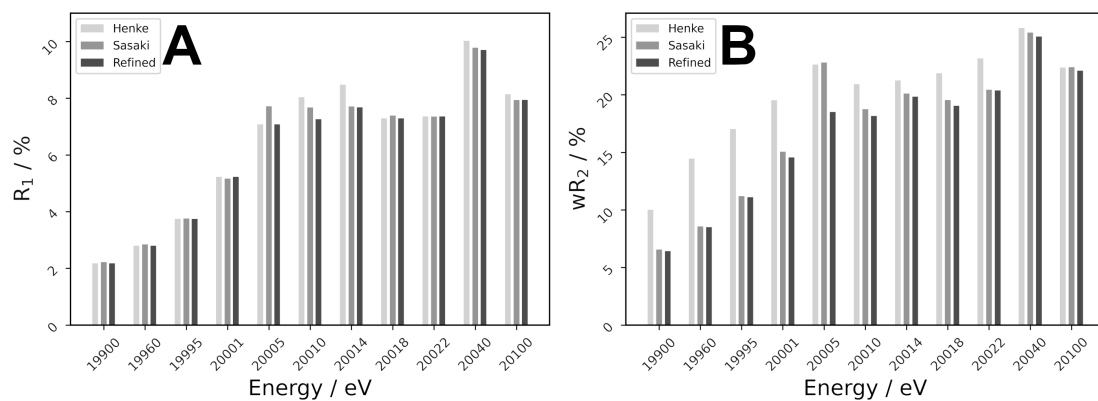 A
Henke
Sasaki
Refined
R1 / %
10
8
6
4
2
0
19900
19960
19995
20001
20005
20010
20014
20018
20022
20040
20100
Energy / eV
B
Henke
Sasaki
Refined
wR2 / %
25
20
15
10
5
0
19900
19960
19995
20001
20005
20010
20014
20018
20022
20040
20100
Energy / eV